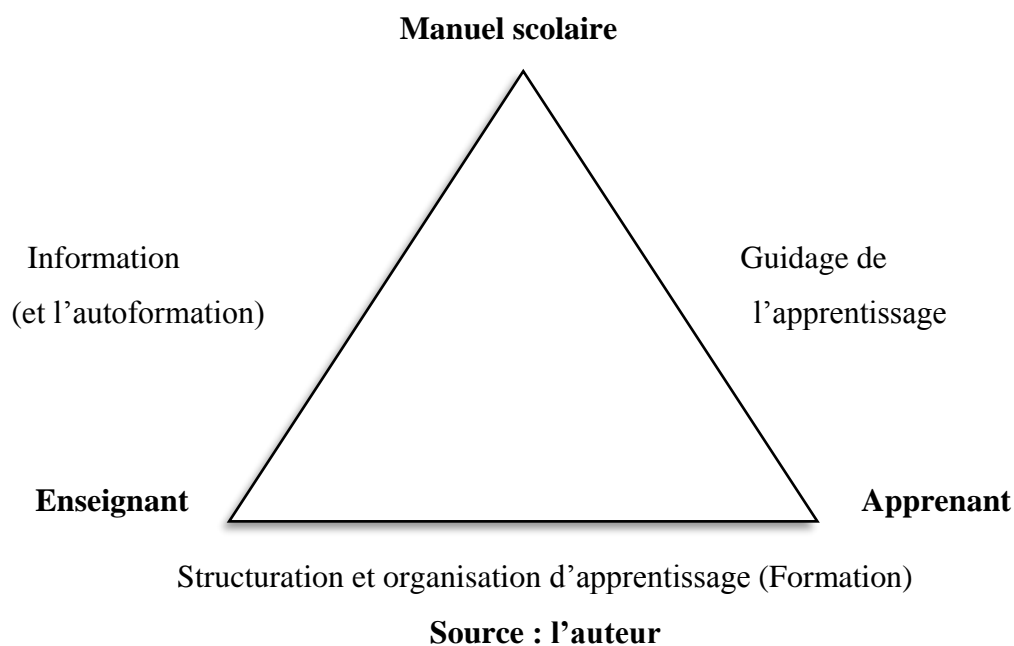 Manuel scolaire
Information
(et l’autoformation)
Guidage de
l’apprentissage
Enseignant
Apprenant
Structuration et organisation d’apprentissage (Formation)
Source : l’auteur